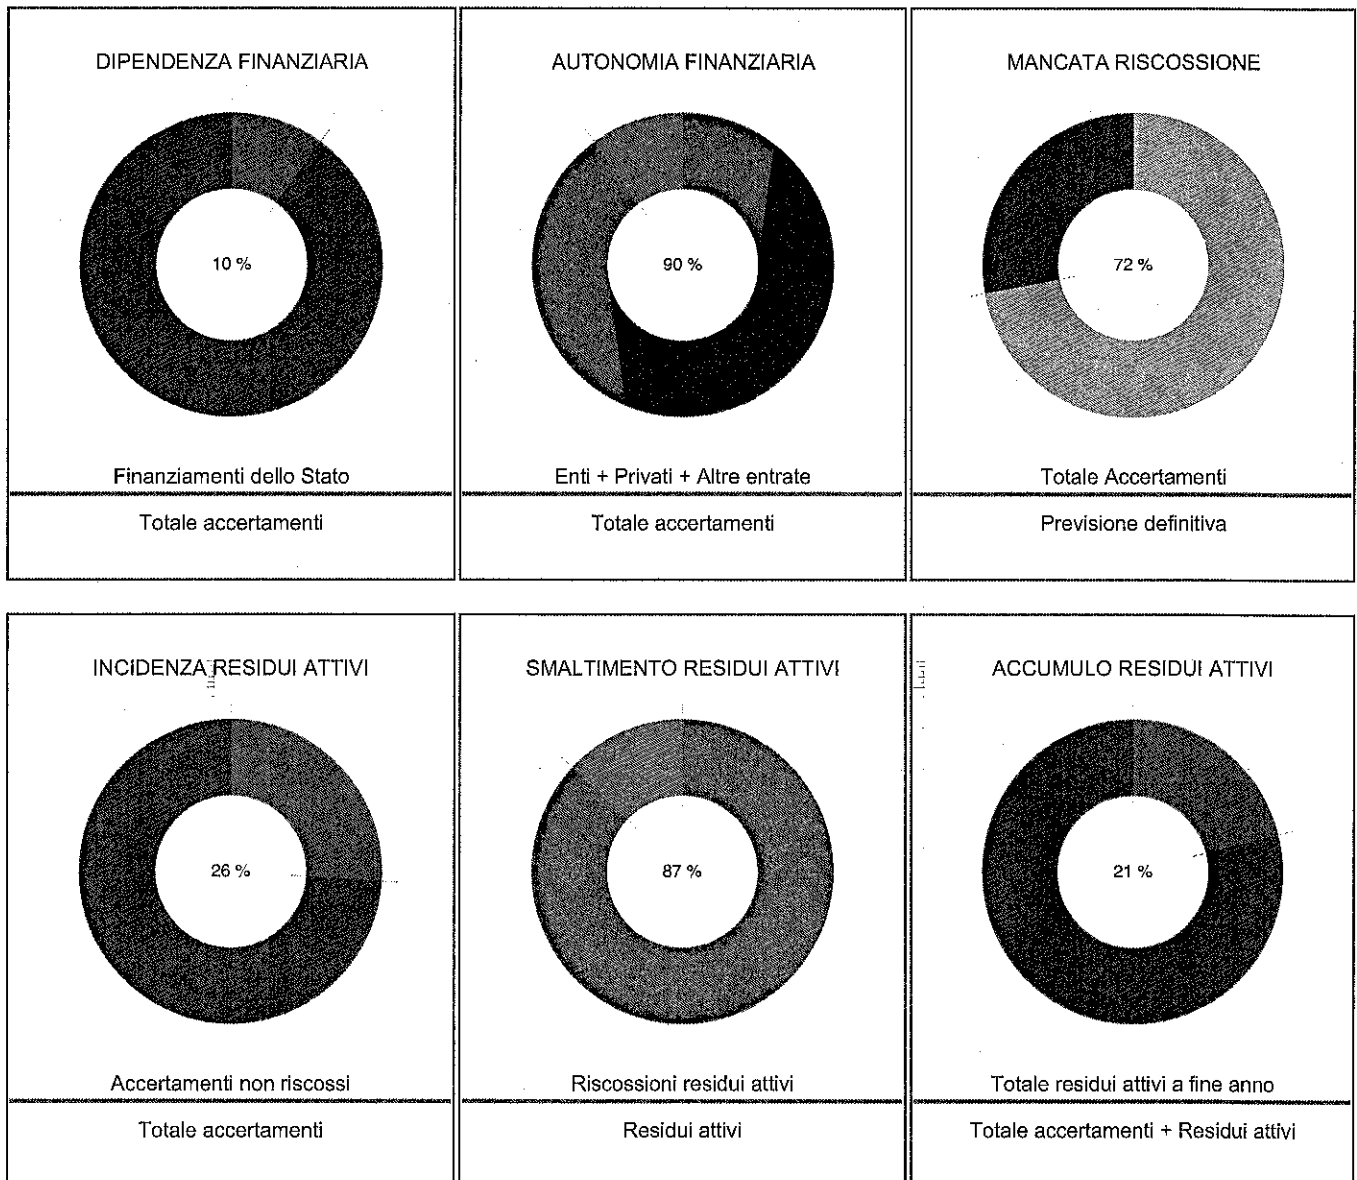 DIPENDENZA FINANZIARIA
10 %
Finanziamenti dello Stato
Totale accertamenti
AUTONOMIA FINANZIARIA
90 %
Enti + Privati + Altre entrate
Totale accertamenti
MANCATA RISCOSSIONE
72 %
Totale Accertamenti
Previsione definitiva
INCIDENZA RESIDUI ATTIVI
26 %
Accertamenti non riscossi
Totale accertamenti
SMALTIMENTO RESIDUI ATTIVI
87 %
Riscossioni residui attivi
Residui attivi
ACCUMULO RESIDUI ATTIVI
21 %
Totale residui attivi a fine anno
Totale accertamenti + Residui attivi